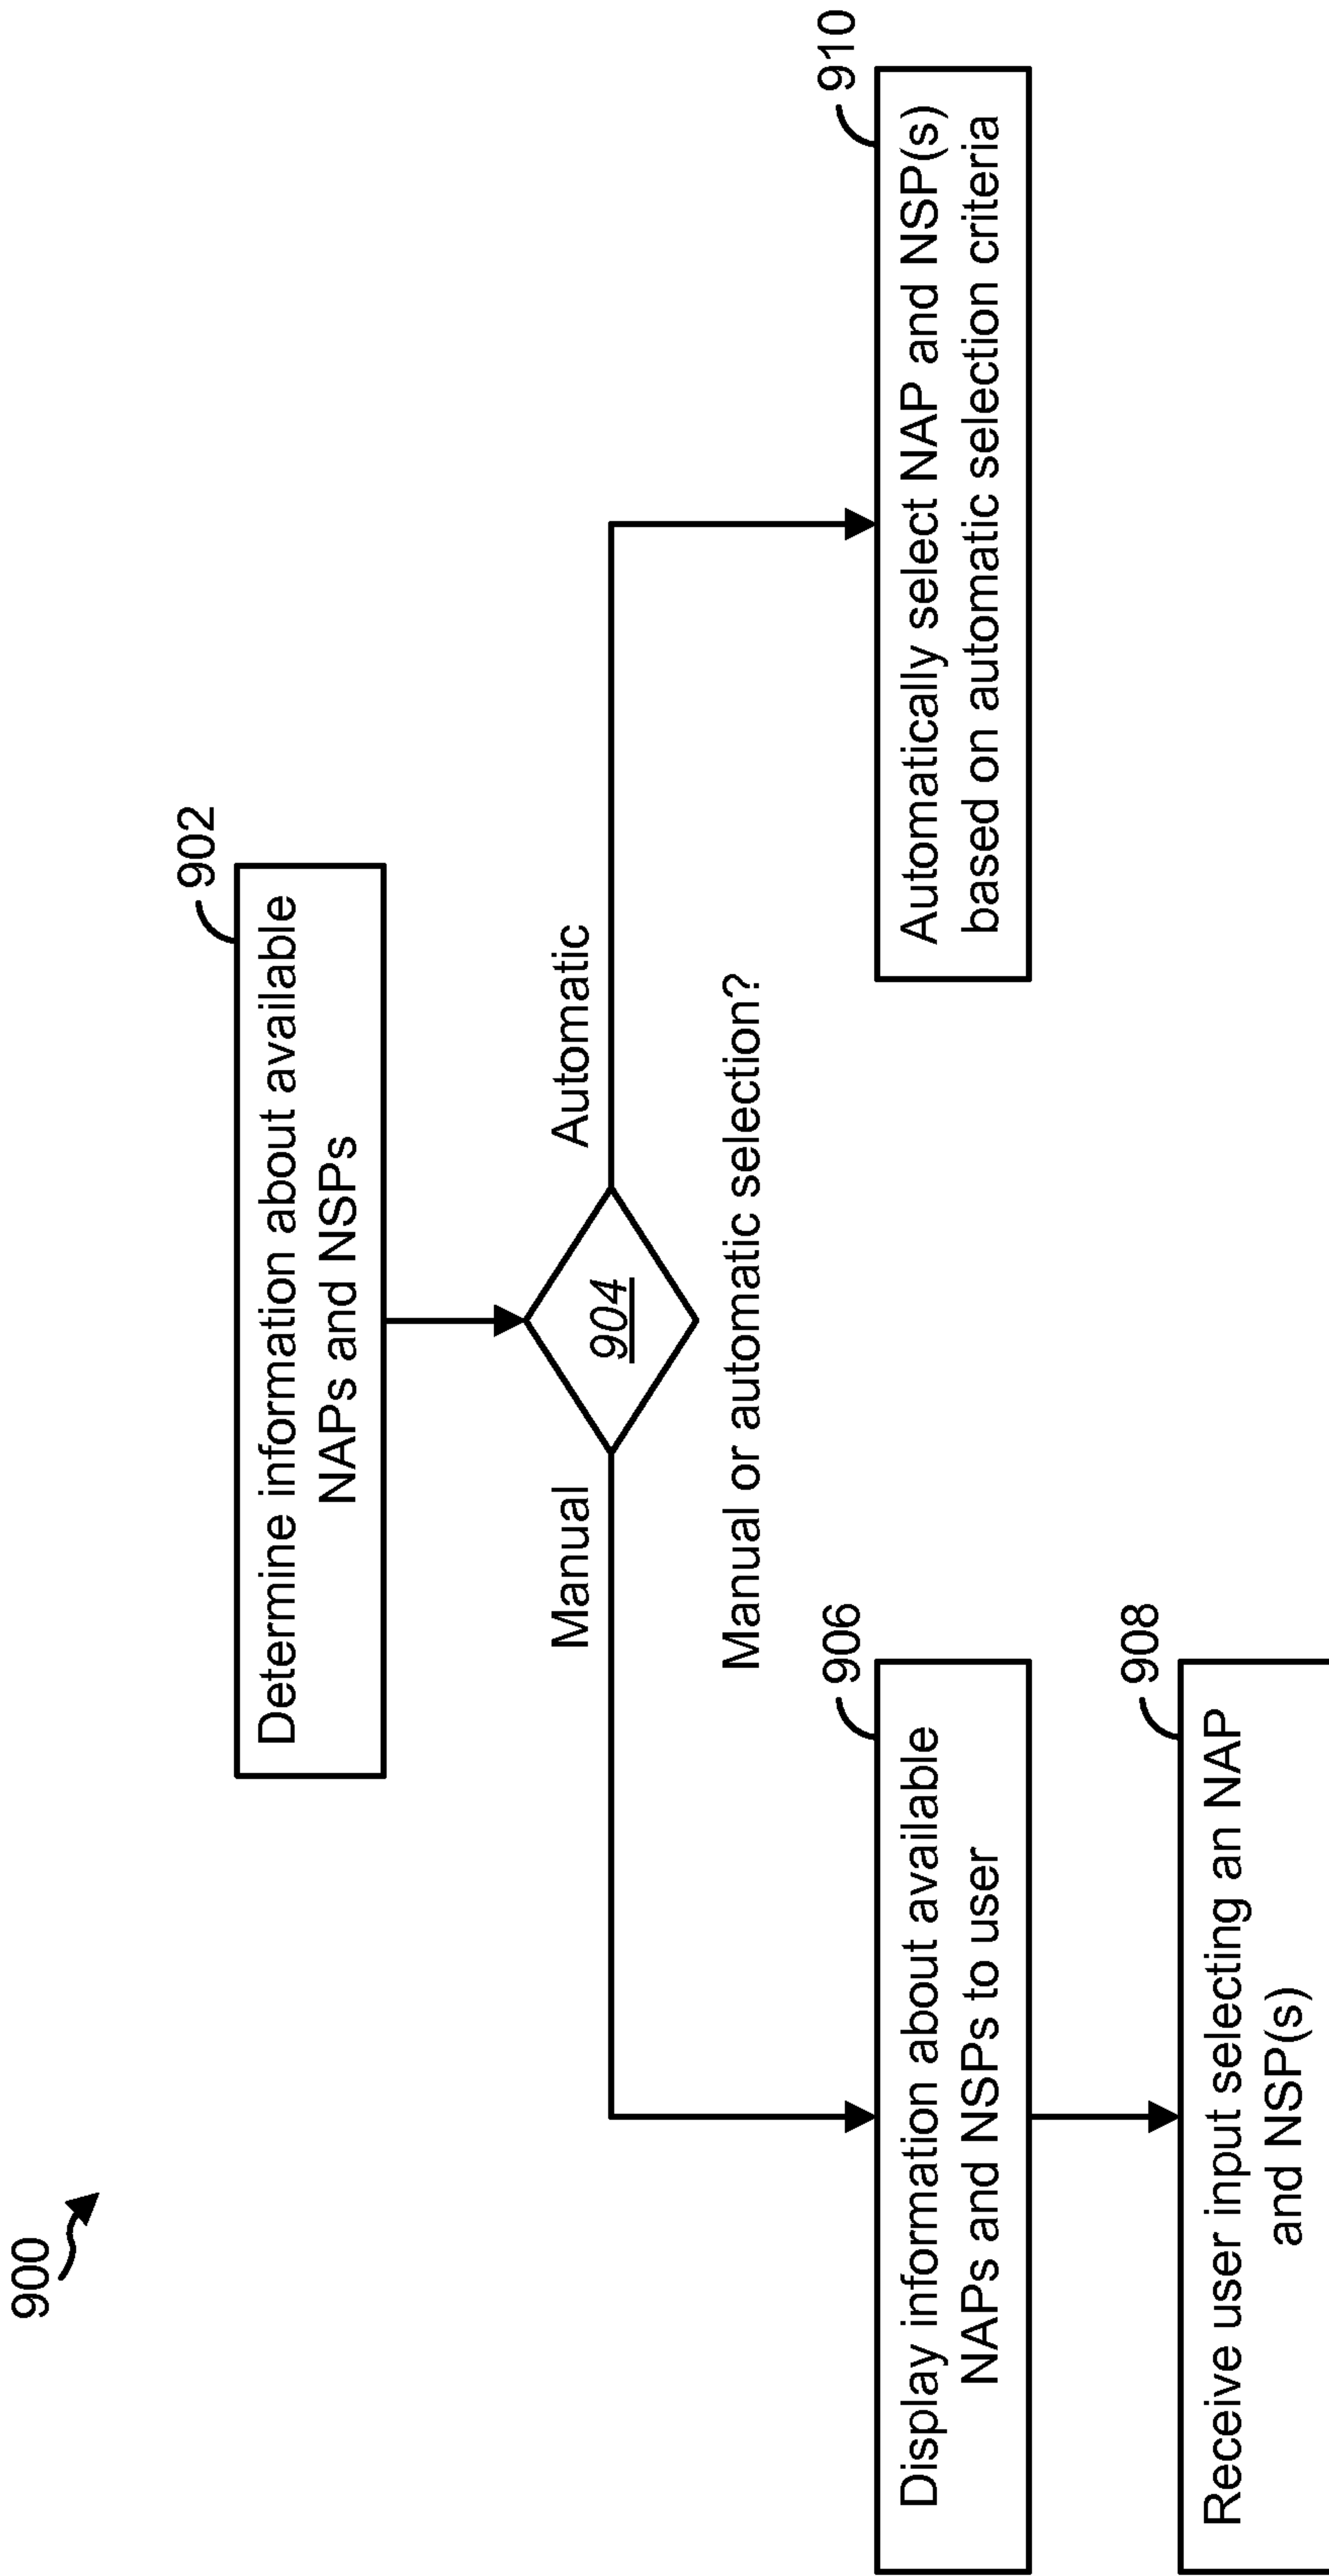 900
902
Determine information about available
NAPs and NSPs
Manual
904
Automatic
Manual or automatic selection?
906
Display information about available
NAPs and NSPs to user
910
Automatically select NAP and NSP(s)
based on automatic selection criteria
908
Receive user input selecting an NAP
and NSP(s)